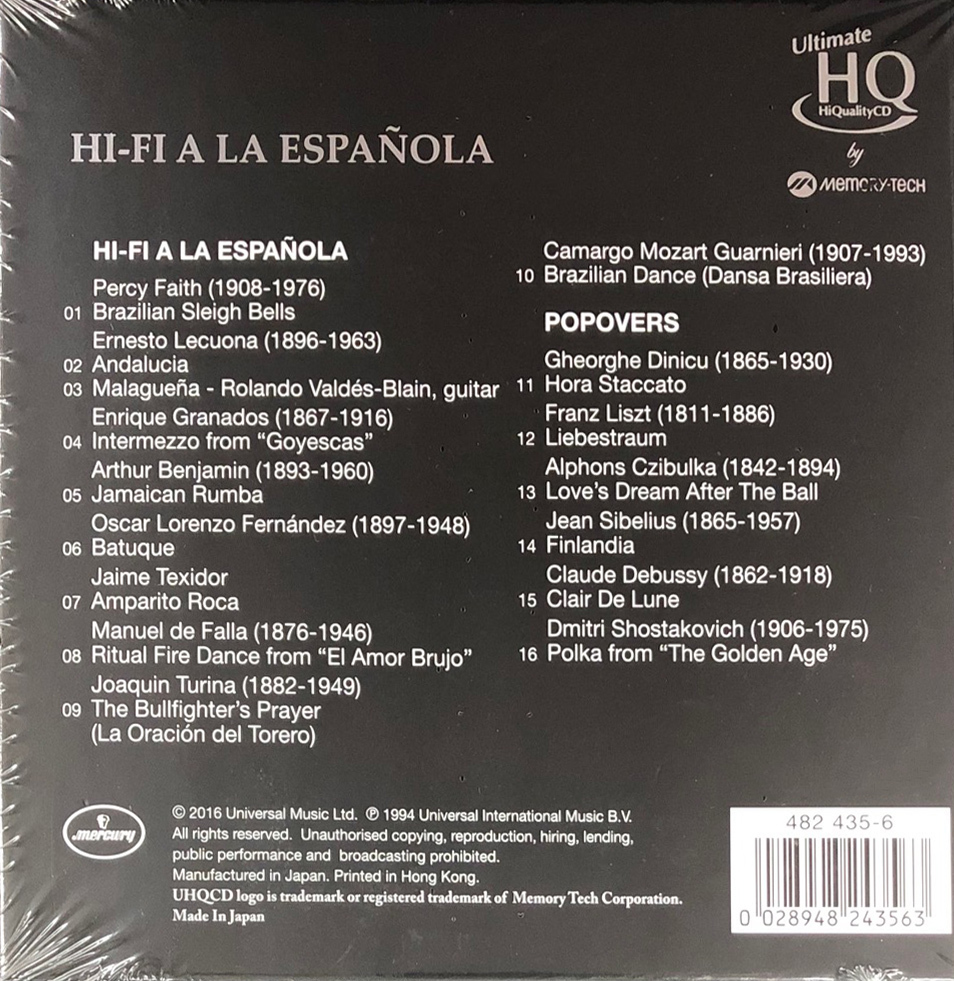 Ultimate
HQ
HiQualityCD
by
MEMORY-TECH
HI-FI A LA ESPAÑOLA
HI-FI A LA ESPAÑOLA
Percy Faith (1908-1976)
01 Brazilian Sleigh Bells
Ernesto Lecuona (1896-1963)
02 Andalucia
03 Malagueña - Rolando Valdés-Blain, guitar
Enrique Granados (1867-1916)
04 Intermezzo from “Goyescas”
Arthur Benjamin (1893-1960)
05 Jamaican Rumba
Oscar Lorenzo Fernández (1897-1948)
06 Batuque
Jaime Texidor
07 Amparito Roca
Manuel de Falla (1876-1946)
08 Ritual Fire Dance from “El Amor Brujo”
Joaquin Turina (1882-1949)
09 The Bullfighter’s Prayer
(La Oración del Torero)
Camargo Mozart Guarnieri (1907-1993)
10 Brazilian Dance (Dansa Brasiliera)
POPOVERS
Gheorghe Dinicu (1865-1930)
11 Hora Staccato
Franz Liszt (1811-1886)
12 Liebestraum
Alphons Czibulka (1842-1894)
13 Love’s Dream After The Ball
Jean Sibelius (1865-1957)
14 Finlandia
Claude Debussy (1862-1918)
15 Clair De Lune
Dmitri Shostakovich (1906-1975)
16 Polka from “The Golden Age”
mercury
© 2016 Universal Music Ltd. ℗ 1994 Universal International Music B.V.
All rights reserved. Unauthorised copying, reproduction, hiring, lending,
public performance and broadcasting prohibited.
Manufactured in Japan. Printed in Hong Kong.
UHQCD logo is trademark or registered trademark of Memory Tech Corporation.
Made In Japan
482 435-6
0 028948 243563